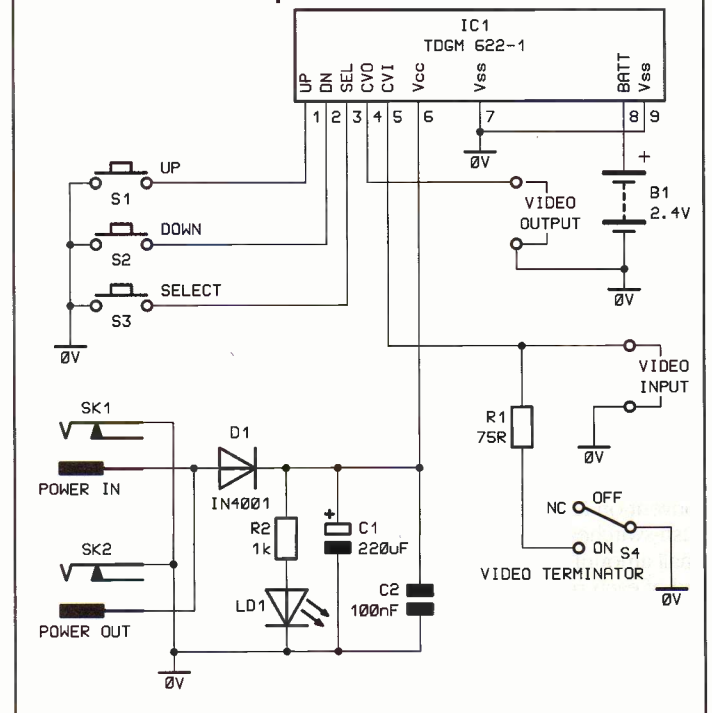 IC1
TDGM 622-1
UP DN SEL CVO CVI Vcc Vss BATT Vss
1 2 3 4 5 6 7 8 9
0V
+
B1
2.4V
VIDEO
OUTPUT
0V
UP
S1
DOWN
S2
SELECT
S3
0V
VIDEO
INPUT
0V
R1
75R
NC OFF
ON S4
VIDEO TERMINATOR
0V
SK1
POWER IN
D1
IN4001
R2
1k
+
C1
220uF
SK2
POWER OUT
LD1
C2
100nF
0V